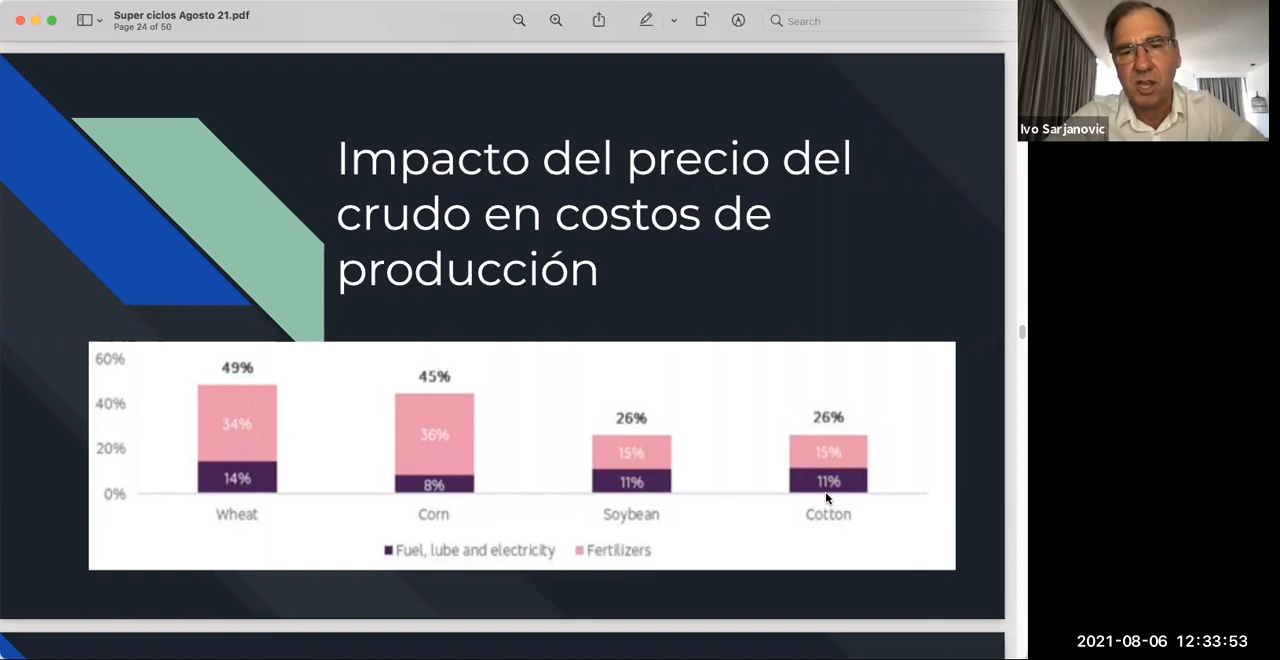 Super ciclos Agosto 21.pdf
Page 24 of 50
Search
Ivo Sarjanovic
Impacto del precio del
crudo en costos de
producción
60%
40%
20%
0%
49%
34%
14%
45%
36%
8%
26%
15%
11%
26%
15%
11%
Wheat
Corn
Soybean
Cotton
Fuel, lube and electricity
Fertilizers
2021-08-06 12:33:53